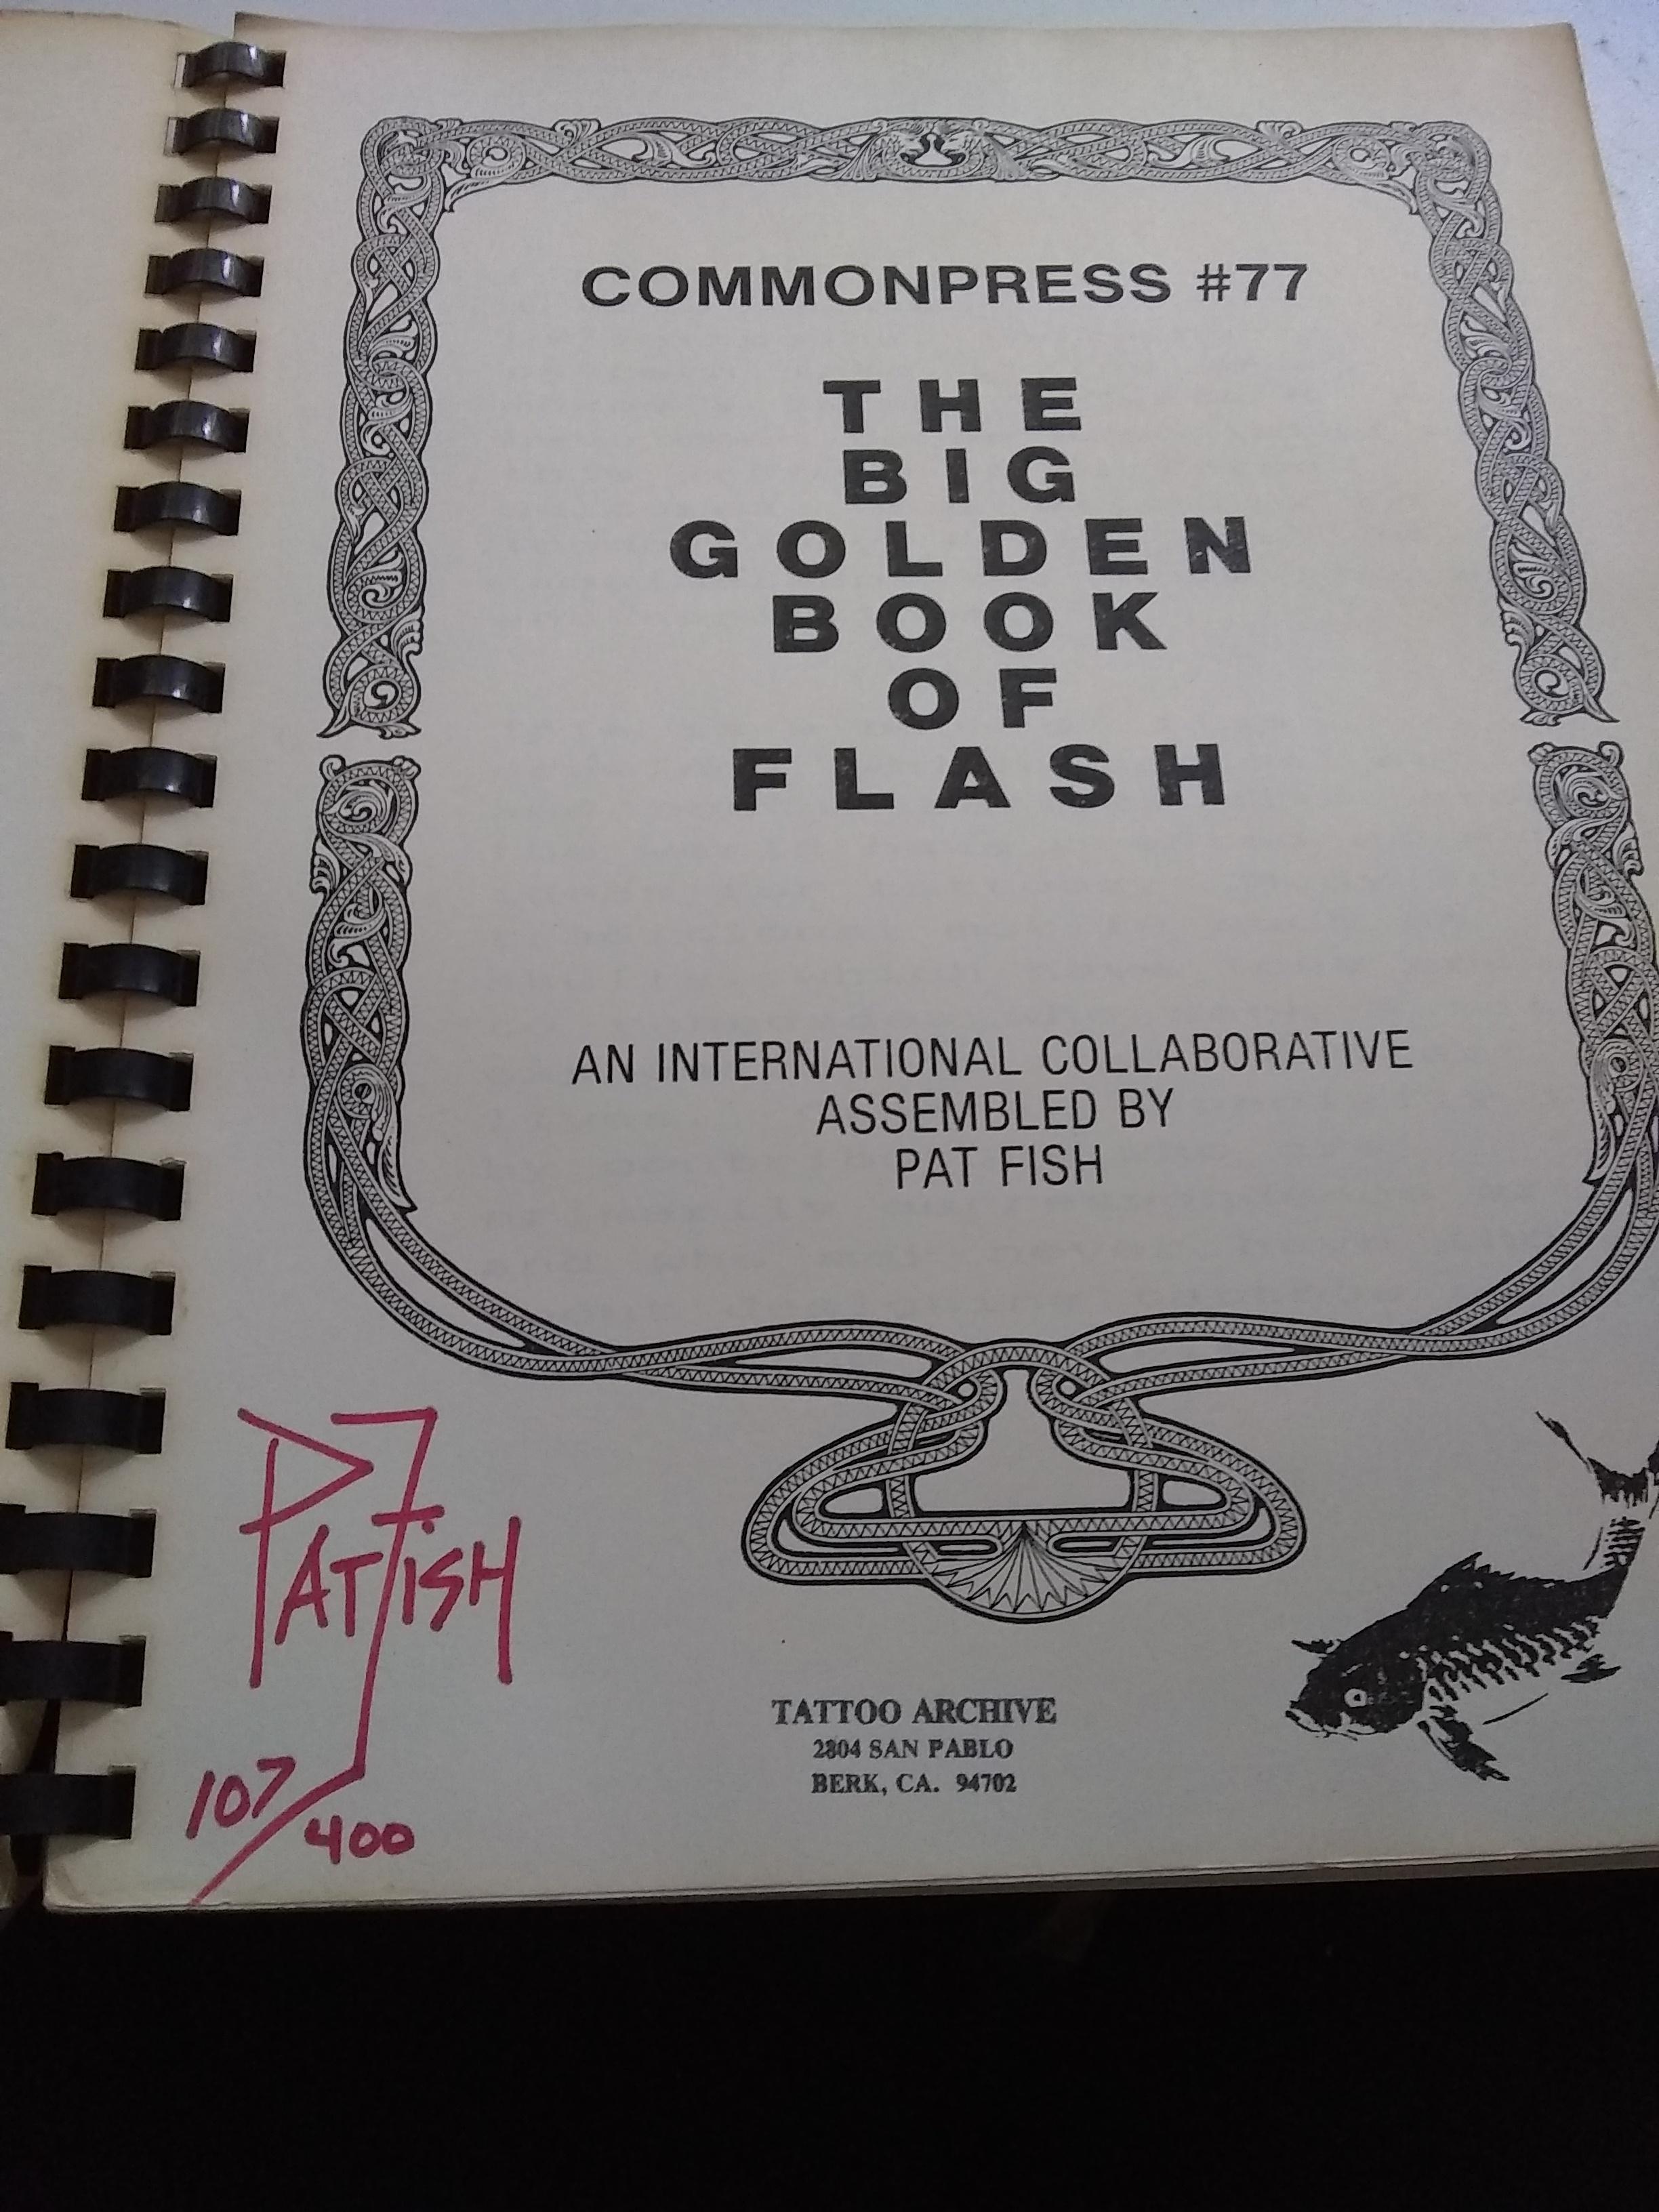 COMMONPRESS #77
THE
BIG
GOLDEN
BOOK
OF
FLASH
AN INTERNATIONAL COLLABORATIVE
ASSEMBLED BY
PAT FISH
PAT FISH
107/400
TATTOO ARCHIVE
2804 SAN PABLO
BERK, CA. 94702